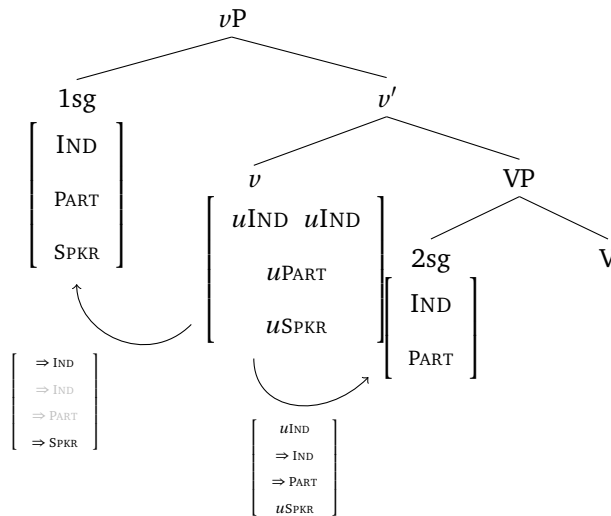 vP
1sg v′
IND
PART
SPKR
v VP
uIND uIND
uPART
uSPKR
2sg V
IND
PART
⇒ IND
⇒ IND
⇒ PART
⇒ SPKR
uIND
⇒ IND
⇒ PART
uSPKR